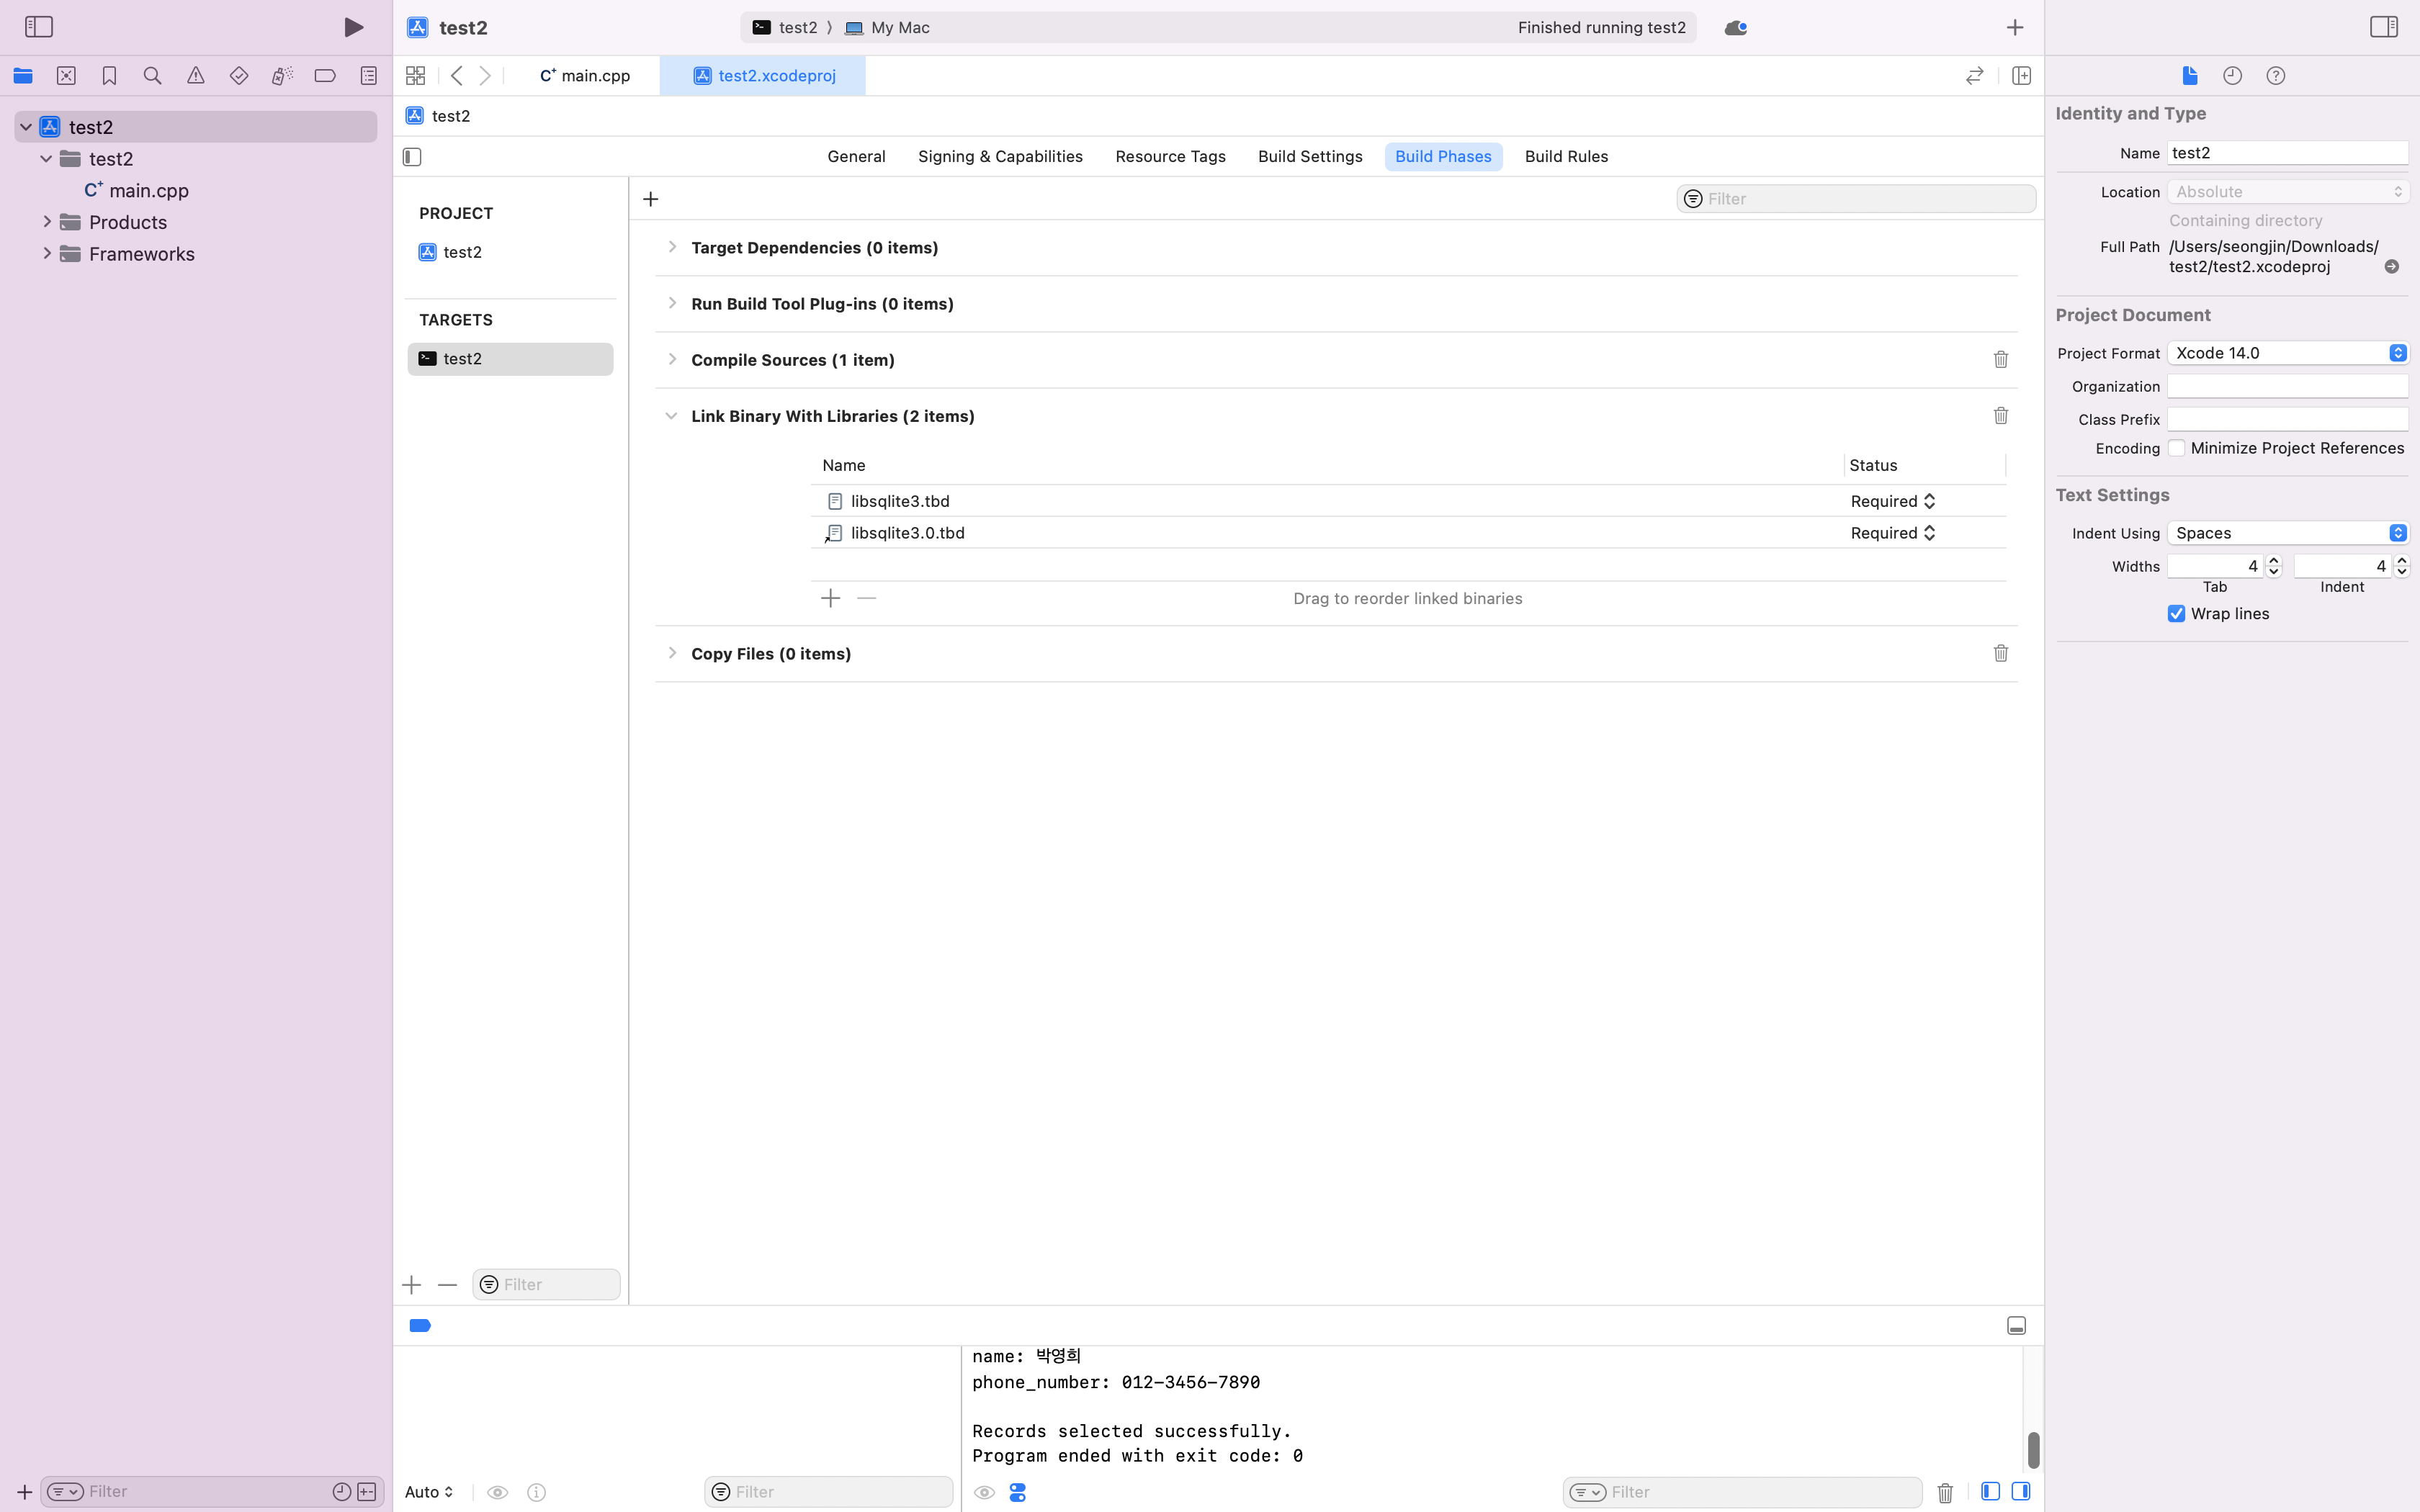 test2
test2 ⟩ My Mac
Finished running test2
main.cpp
test2.xcodeproj
test2
test2
main.cpp
Products
Frameworks
test2
General
Signing & Capabilities
Resource Tags
Build Settings
Build Phases
Build Rules
PROJECT
test2
TARGETS
test2
Filter
Target Dependencies (0 items)
Run Build Tool Plug-ins (0 items)
Compile Sources (1 item)
Link Binary With Libraries (2 items)
Name
Status
libsqlite3.tbd
Required
libsqlite3.0.tbd
Required
Drag to reorder linked binaries
Copy Files (0 items)
Filter
name: 박영희
phone_number: 012-3456-7890
Records selected successfully.
Program ended with exit code: 0
Filter
Auto
Filter
Filter
Identity and Type
Name test2
Location Absolute
Containing directory
Full Path /Users/seongjin/Downloads/
test2/test2.xcodeproj
Project Document
Project Format Xcode 14.0
Organization
Class Prefix
Encoding Minimize Project References
Text Settings
Indent Using Spaces
Widths 4 4
Tab Indent
Wrap lines